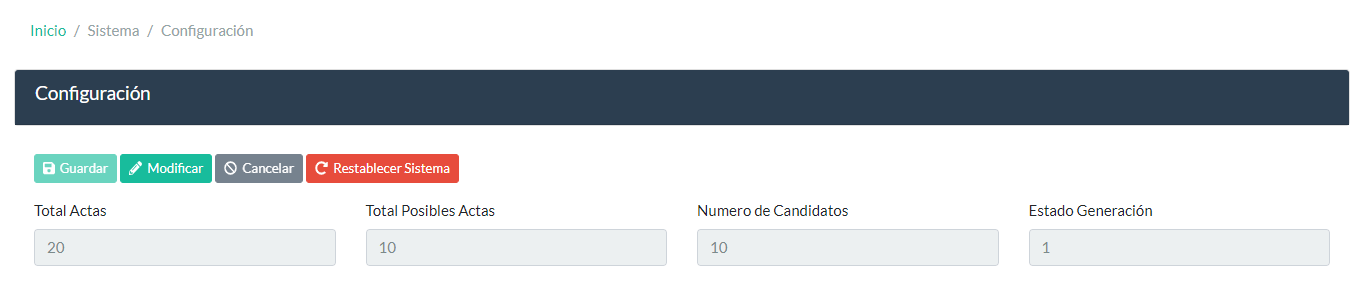 Inicio / Sistema / Configuración
Configuración
Guardar Modificar Cancelar Restablecer Sistema
Total Actas Total Posibles Actas Numero de Candidatos Estado Generación
20 10 10 1